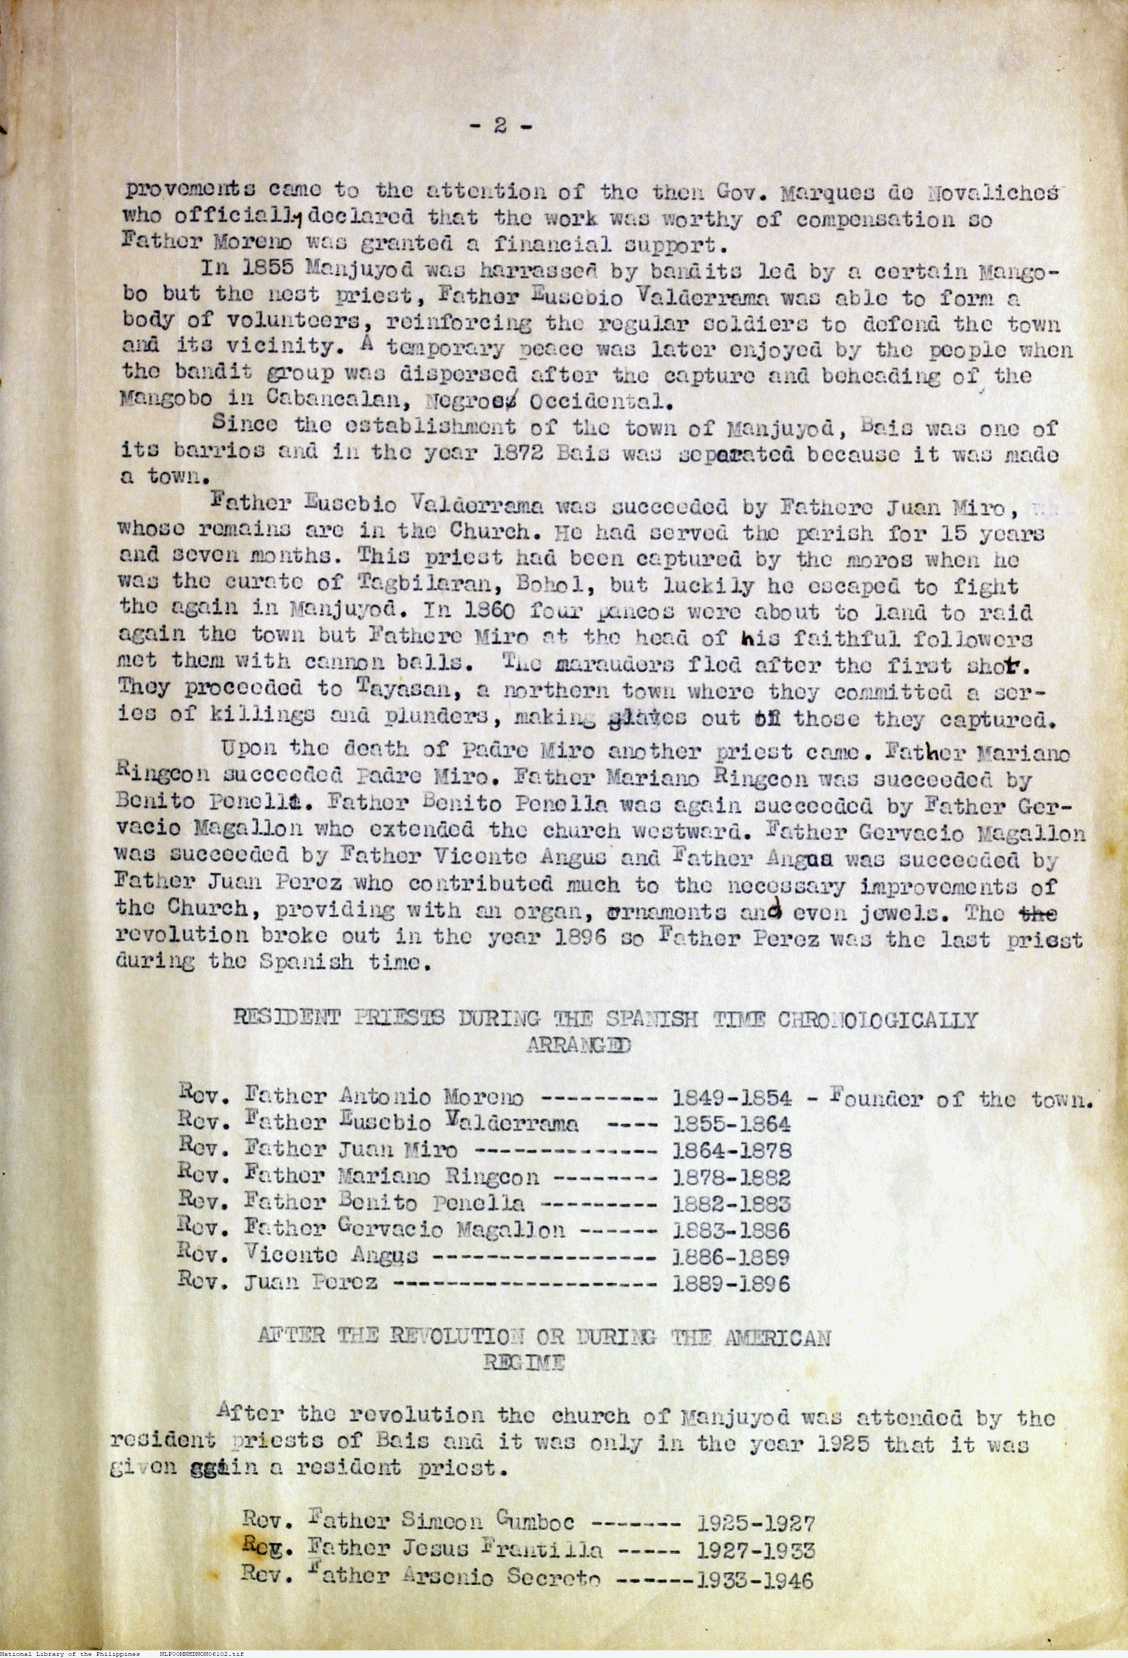 - 2 -
provements came to the attention of the then Gov. Marques de Novaliches
who officially declared that the work was worthy of compensation so
Father Moreno was granted a financial support.
In 1855 Manjuyod was harrassed by bandits led by a certain Mango-
bo but the nest priest, Father Eusebio Valderrama was able to form a
body of volunteers, reinforcing the regular soldiers to defend the town
and its vicinity. A temporary peace was later enjoyed by the people when
the bandit group was dispersed after the capture and beheading of the
Mangobo in Cabancalan, Negros Occidental.
Since the establishment of the town of Manjuyod, Bais was one of
its barrios and in the year 1872 Bais was separated because it was made
a town.
Father Eusebio Valderrama was succeeded by Fathere Juan Miro,
whose remains are in the Church. He had served the parish for 15 years
and seven months. This priest had been captured by the moros when he
was the curate of Tagbilaran, Bohol, but luckily he escaped to fight
the again in Manjuyod. In 1860 four pancos were about to land to raid
again the town but Fathere Miro at the head of his faithful followers
met them with cannon balls. The marauders fled after the first shot.
They proceeded to Tayasan, a northern town where they committed a ser-
ies of killings and plunders, making slaves out of those they captured.
Upon the death of Padre Miro another priest came. Father Mariano
Ringcon succeeded Padre Miro. Father Mariano Ringcon was succeeded by
Benito Penella. Father Benito Penella was again succeeded by Father Ger-
vacio Magallon who extended the church westward. Father Gervacio Magallon
was succeeded by Father Vicente Angus and Father Angus was succeeded by
Father Juan Perez who contributed much to the necessary improvements of
the Church, providing with an organ, ornaments and even jewels. The the
revolution broke out in the year 1896 so Father Perez was the last priest
during the Spanish time.
RESIDENT PRIESTS DURING THE SPANISH TIME CHRONOLOGICALLY
ARRANGED
Rev. Father Antonio Moreno --------- 1849-1854 - Founder of the town.
Rev. Father Eusebio Valderrama ---- 1855-1864
Rev. Father Juan Miro -------------- 1864-1878
Rev. Father Mariano Ringcon -------- 1878-1882
Rev. Father Benito Penella --------- 1882-1883
Rev. Father Gervacio Magallon ------ 1883-1886
Rev. Vicente Angus ----------------- 1886-1889
Rev. Juan Perez -------------------- 1889-1896
AFTER THE REVOLUTION OR DURING THE AMERICAN
REGIME
After the revolution the church of Manjuyod was attended by the
resident priests of Bais and it was only in the year 1925 that it was
given again a resident priest.
Rev. Father Simeon Gumboc ------- 1925-1927
Rev. Father Jesus Frantilla ----- 1927-1933
Rev. Father Arsenio Secreto ------1933-1946
National Library of the Philippines